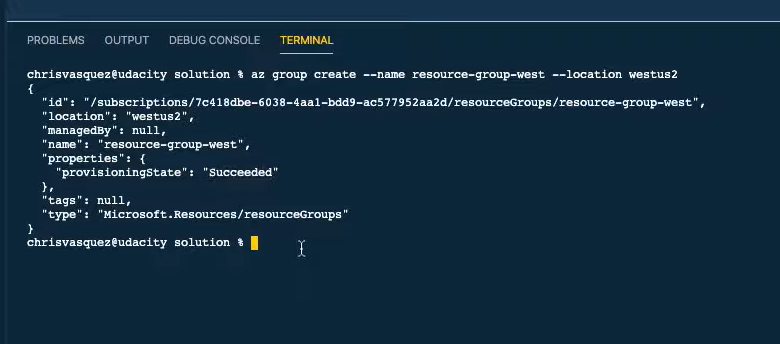 PROBLEMS OUTPUT DEBUG CONSOLE TERMINAL
chrisvasquez@udacity solution % az group create --name resource-group-west --location westus2
{
  "id": "/subscriptions/7c418dbe-6038-4aa1-bdd9-ac577952aa2d/resourceGroups/resource-group-west",
  "location": "westus2",
  "managedBy": null,
  "name": "resource-group-west",
  "properties": {
    "provisioningState": "Succeeded"
  },
  "tags": null,
  "type": "Microsoft.Resources/resourceGroups"
}
chrisvasquez@udacity solution %